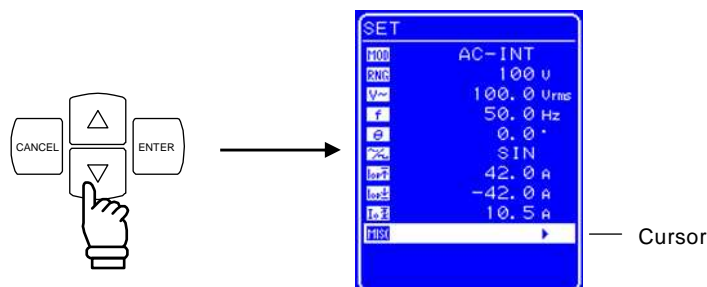 CANCEL
ENTER
SET
MOD AC-INT
RNG 100 V
V~ 100.0 Vrms
f 50.0 Hz
θ 0.0 °
SIN
42.0 A
-42.0 A
10.5 A
MISC
Cursor